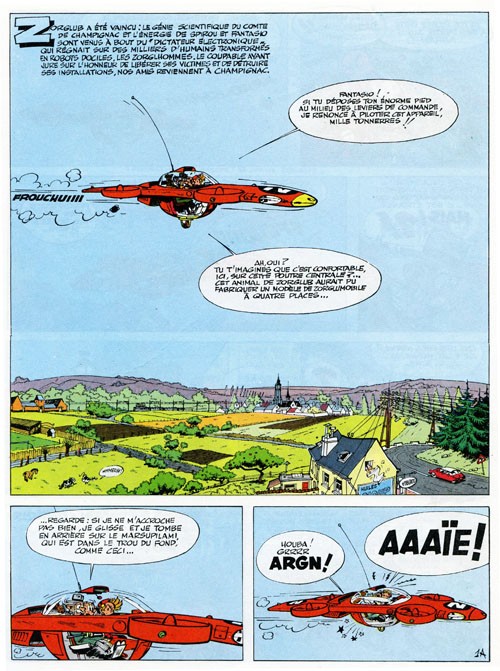 ZORGLUB A ÉTÉ VAINCU : LE GÉNIE SCIENTIFIQUE DU COMTE
DE CHAMPIGNAC ET L'ÉNERGIE DE SPIROU ET FANTASIO
SONT VENUS À BOUT DU "DICTATEUR ÉLECTRONIQUE"
QUI RÉGNAIT SUR DES MILLIERS D'HUMAINS TRANSFORMÉS
EN ROBOTS DOCILES, LES ZORGLHOMMES. LE COUPABLE AYANT
JURÉ SUR L'HONNEUR DE LIBÉRER SES VICTIMES ET DE DÉTRUIRE
SES INSTALLATIONS, NOS AMIS REVIENNENT À CHAMPIGNAC.
FANTASIO !
SI TU DÉPOSES TON ÉNORME PIED
AU MILIEU DES LEVIERS DE COMMANDE,
JE RENONCE À PILOTER CET APPAREIL,
MILLE TONNERRES !!
FROUCHUIIII
AH, OUI ?
TU T'IMAGINES QUE C'EST CONFORTABLE,
ICI, SUR CETTE POUTRE CENTRALE ?...
CET ANIMAL DE ZORGLUB AURAIT DÛ
FABRIQUER UN MODÈLE DE ZORGLUMOBILE
À QUATRE PLACES...
...REGARDE : SI JE NE M'ACCROCHE
PAS BIEN, JE GLISSE ET JE TOMBE
EN ARRIÈRE SUR LE MARSUPILAMI,
QUI EST DANS LE TROU DU FOND,
COMME CECI...
HOUBA !
GRRRR
ARGN !
AAAÏE !
1A